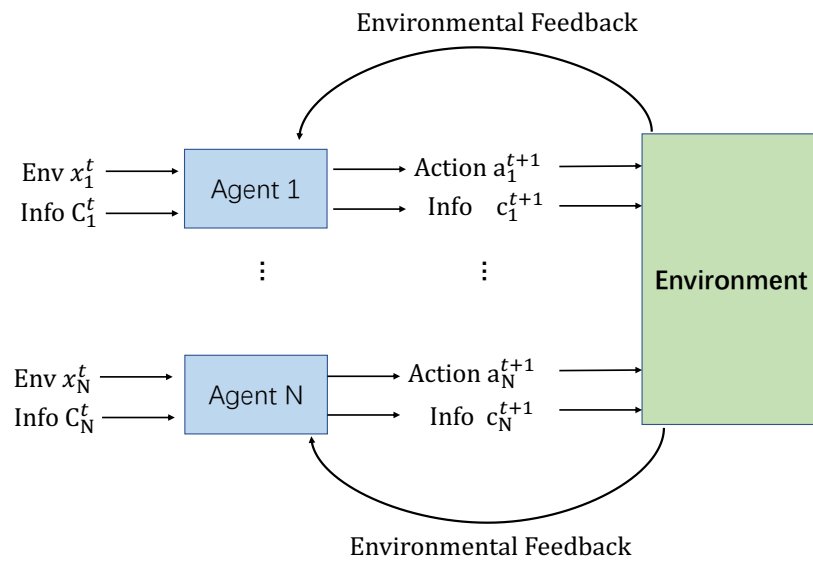 Environmental Feedback
Env x₁ᵗ
Action a₁ᵗ⁺¹
Agent 1
Info C₁ᵗ
Info c₁ᵗ⁺¹
⋮ ⋮
Environment
Env x_Nᵗ
Action a_Nᵗ⁺¹
Agent N
Info C_Nᵗ
Info c_Nᵗ⁺¹
Environmental Feedback